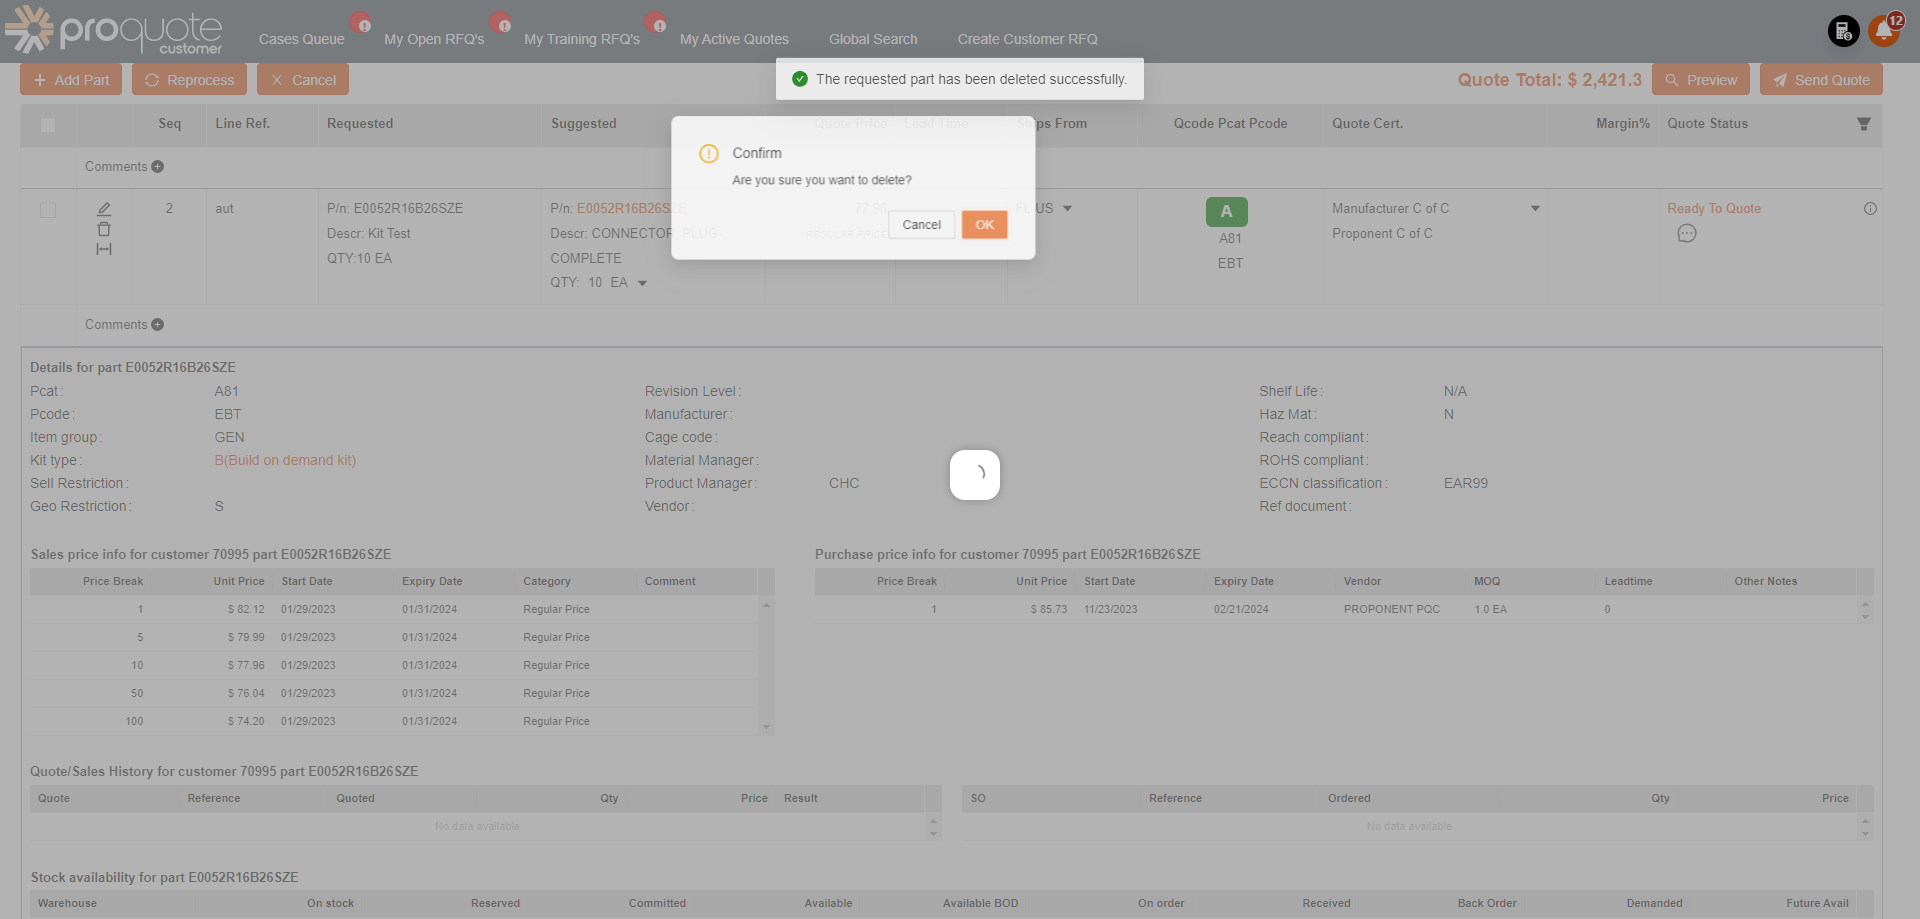 proquote
customer
Cases Queue
My Open RFQ's
My Training RFQ's
My Active Quotes
Global Search
Create Customer RFQ
12
Add Part
Reprocess
Cancel
The requested part has been deleted successfully.
Quote Total: $ 2,421.3
Preview
Send Quote
Seq Line Ref. Requested Suggested Quote Price Lead Time Ships From Qcode Pcat Pcode Quote Cert. Margin% Quote Status
Comments
Confirm
Are you sure you want to delete?
Cancel OK
2 aut
P/n: E0052R16B26SZE
Descr: Kit Test
QTY:10 EA
P/n: E0052R16B26SZE
Descr: CONNECTOR, PLUG
COMPLETE
QTY: 10 EA
77.96
REGULAR PRICE
FL-US
A
A81
EBT
Manufacturer C of C
Proponent C of C
Ready To Quote
Comments
Details for part E0052R16B26SZE
Pcat: A81
Pcode: EBT
Item group: GEN
Kit type: B(Build on demand kit)
Sell Restriction:
Geo Restriction: S
Revision Level:
Manufacturer:
Cage code:
Material Manager:
Product Manager: CHC
Vendor:
Shelf Life: N/A
Haz Mat: N
Reach compliant:
ROHS compliant:
ECCN classification: EAR99
Ref document:
Sales price info for customer 70995 part E0052R16B26SZE
Price Break Unit Price Start Date Expiry Date Category Comment
1 $ 82.12 01/29/2023 01/31/2024 Regular Price
5 $ 79.99 01/29/2023 01/31/2024 Regular Price
10 $ 77.96 01/29/2023 01/31/2024 Regular Price
50 $ 76.04 01/29/2023 01/31/2024 Regular Price
100 $ 74.20 01/29/2023 01/31/2024 Regular Price
Purchase price info for customer 70995 part E0052R16B26SZE
Price Break Unit Price Start Date Expiry Date Vendor MOQ Leadtime Other Notes
1 $ 85.73 11/23/2023 02/21/2024 PROPONENT PQC 1.0 EA 0
Quote/Sales History for customer 70995 part E0052R16B26SZE
Quote Reference Quoted Qty Price Result
No data available
SO Reference Ordered Qty Price
No data available
Stock availability for part E0052R16B26SZE
Warehouse On stock Reserved Committed Available Available BOD On order Received Back Order Demanded Future Avail